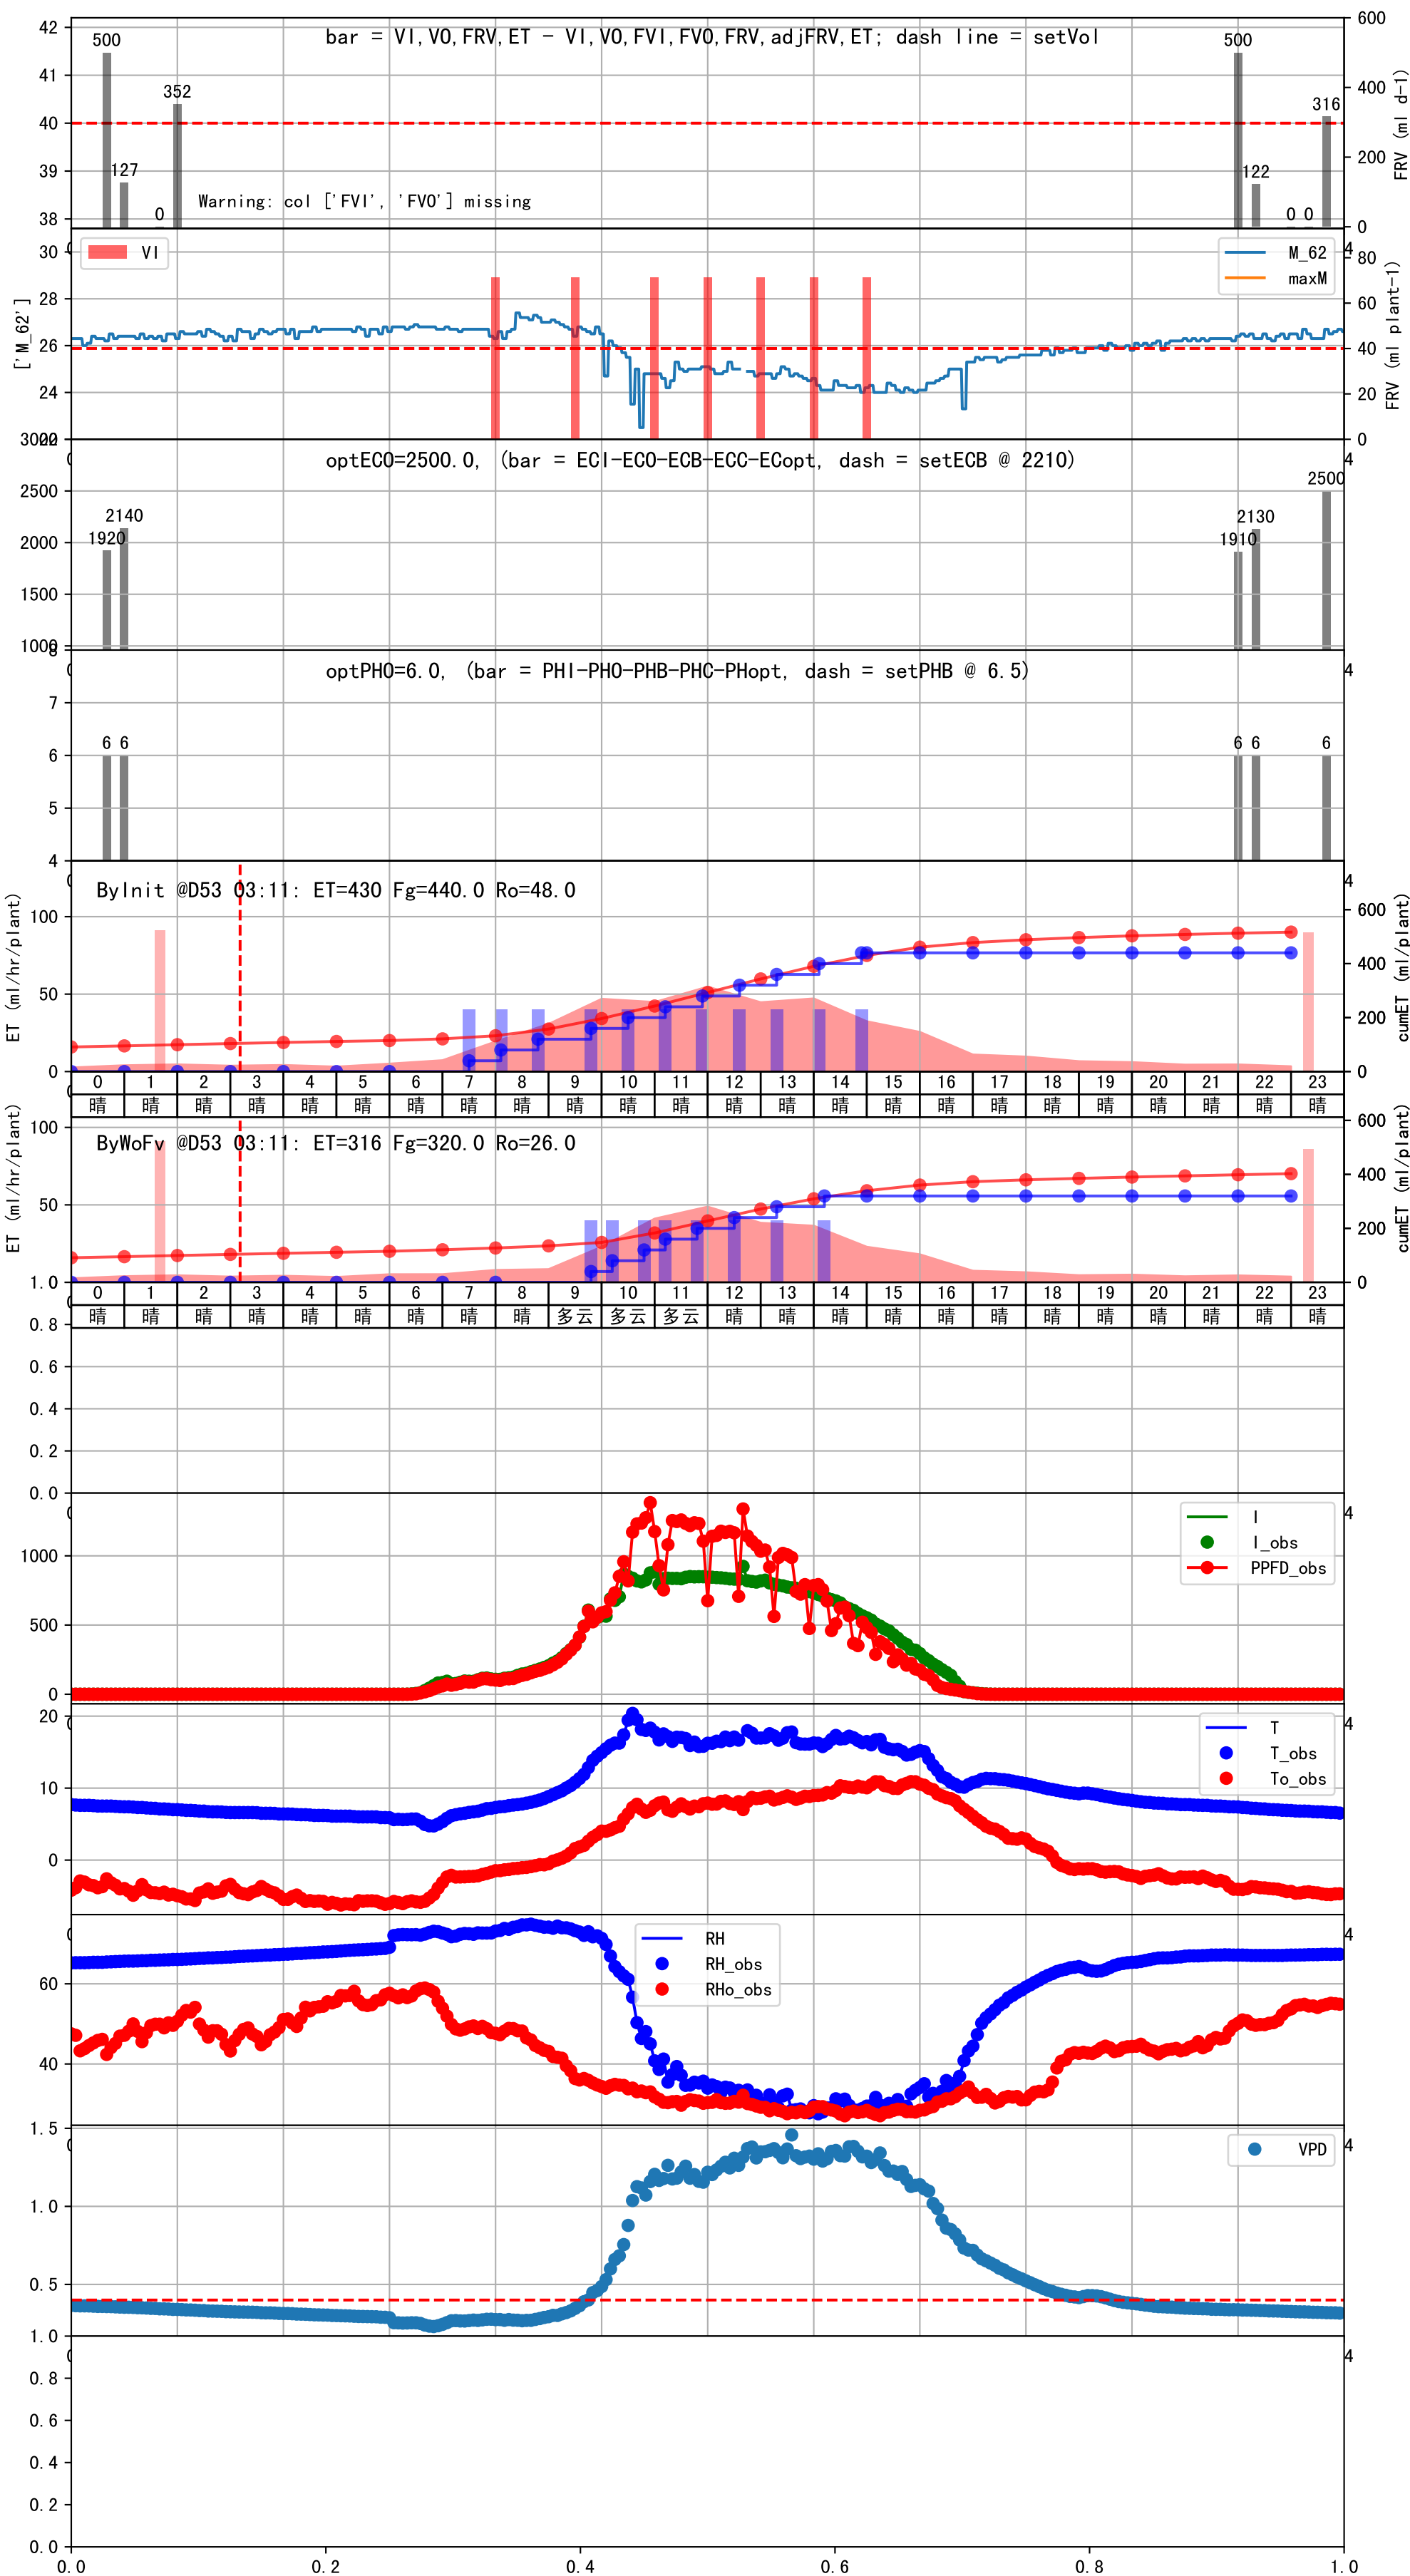 bar = VI,VO,FRV,ET - VI,VO,FVI,FVO,FRV,adjFRV,ET; dash line = setVol
42
41
40
39
38
500
127
0
352
500
122
0 0
316
Warning: col ['FVI', 'FVO'] missing
600
400
200
0
FRV (ml d-1)
['M_62']
30
28
26
24
22
VI
M_62
maxM
4
80
60
40
20
0
FRV (ml plant-1)
optECO=2500.0, (bar = ECI-ECO-ECB-ECC-ECopt, dash = setECB @ 2210)
3000
2500
2000
1500
1000
1920
2140
1910
2130
2500
4
optPHO=6.0, (bar = PHI-PHO-PHB-PHC-PHopt, dash = setPHB @ 6.5)
8
7
6
5
4
6 6
6 6
6
4
ByInit @D53 03:11: ET=430 Fg=440.0 Ro=48.0
ET (ml/hr/plant)
100
50
0
4
600
400
200
0
cumET (ml/plant)
0 1 2 3 4 5 6 7 8 9 10 11 12 13 14 15 16 17 18 19 20 21 22 23
晴 晴 晴 晴 晴 晴 晴 晴 晴 晴 晴 晴 晴 晴 晴 晴 晴 晴 晴 晴 晴 晴 晴 晴
ByWoFv @D53 03:11: ET=316 Fg=320.0 Ro=26.0
ET (ml/hr/plant)
100
50
600
400
200
0
cumET (ml/plant)
0 1 2 3 4 5 6 7 8 9 10 11 12 13 14 15 16 17 18 19 20 21 22 23
晴 晴 晴 晴 晴 晴 晴 晴 晴 多云 多云 多云 晴 晴 晴 晴 晴 晴 晴 晴 晴 晴 晴 晴
1.0
0.8
0.6
0.4
0.2
0.0
4
I
I_obs
PPFD_obs
1000
500
0
4
T
T_obs
To_obs
20
10
0
4
RH
RH_obs
RHo_obs
60
40
4
VPD
1.5
1.0
0.5
4
1.0
0.8
0.6
0.4
0.2
0.0
0.0 0.2 0.4 0.6 0.8 1.0